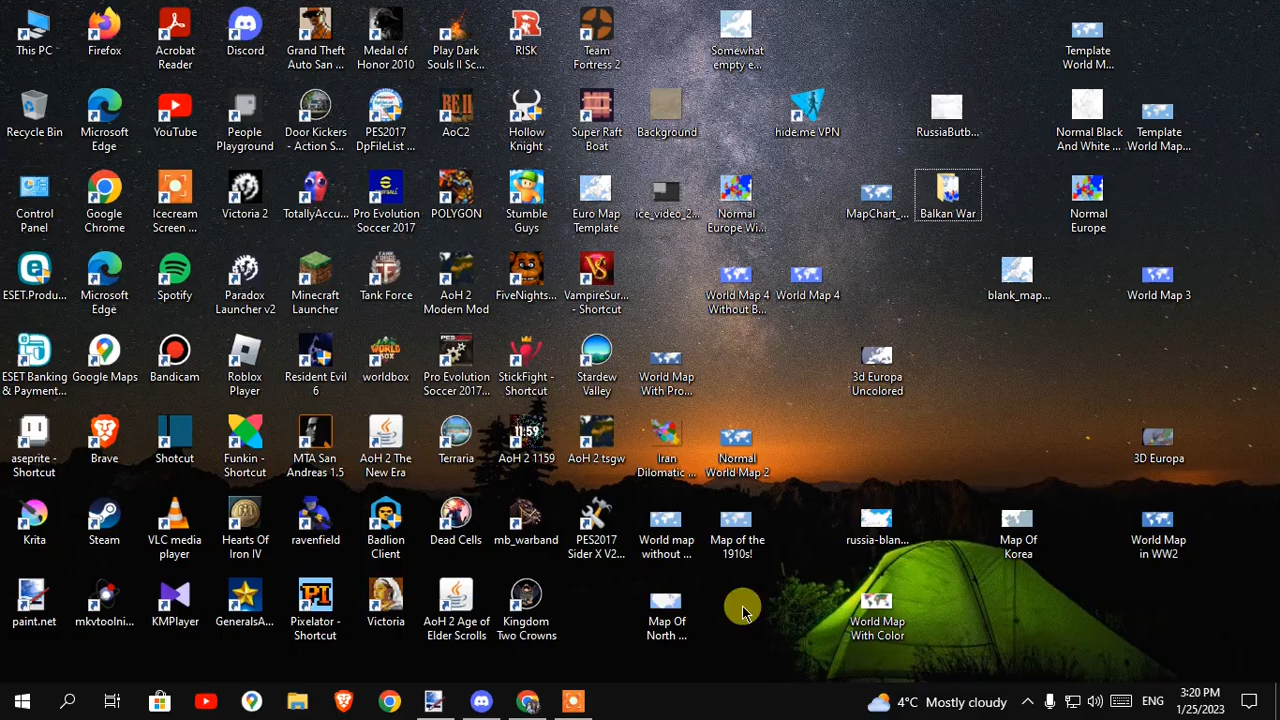 This PC
Firefox
Acrobat
Reader
Discord
Grand Theft
Auto San ...
Medal of
Honor 2010
Play Dark
Souls II Sc...
RISK
Team
Fortress 2
Somewhat
empty e...
Template
World M...
Recycle Bin
Microsoft
Edge
YouTube
People
Playground
Door Kickers
- Action S...
PES2017
DpFileList ...
AoC2
Hollow
Knight
Super Raft
Boat
Background
hide.me VPN
RussiaButb...
Normal Black
And White ...
Template
World Map...
Control
Panel
Google
Chrome
Icecream
Screen ...
Victoria 2
TotallyAccu...
Pro Evolution
Soccer 2017
POLYGON
Stumble
Guys
Euro Map
Template
ice_video_2...
Normal
Europe Wi...
MapChart_...
Balkan War
Normal
Europe
ESET.Produ...
Microsoft
Edge
Spotify
Paradox
Launcher v2
Minecraft
Launcher
Tank Force
AoH 2
Modern Mod
FiveNights...
VampireSur...
- Shortcut
World Map 4
Without B...
World Map 4
blank_map...
World Map 3
ESET Banking
& Payment...
Google Maps
Bandicam
Roblox
Player
Resident Evil
6
worldbox
Pro Evolution
Soccer 2017...
StickFight -
Shortcut
Stardew
Valley
World Map
With Pro...
3d Europa
Uncolored
aseprite -
Shortcut
Brave
Shotcut
Funkin -
Shortcut
MTA San
Andreas 1.5
AoH 2 The
New Era
Terraria
11:59
AoH 2 1159
AoH 2 tsgw
Iran
Dilomatic ...
Normal
World Map 2
3D Europa
Krita
Steam
VLC media
player
Hearts Of
Iron IV
ravenfield
Badlion
Client
Dead Cells
mb_warband
PES2017
Sider X V2...
World map
without ...
Map of the
1910s!
russia-blan...
Map Of
Korea
World Map
in WW2
paint.net
mkvtoolni...
KMPlayer
GeneralsA...
Pixelator -
Shortcut
Victoria
AoH 2 Age of
Elder Scrolls
Kingdom
Two Crowns
Map Of
North ...
World Map
With Color
4°C Mostly cloudy
ENG
3:20 PM
1/25/2023